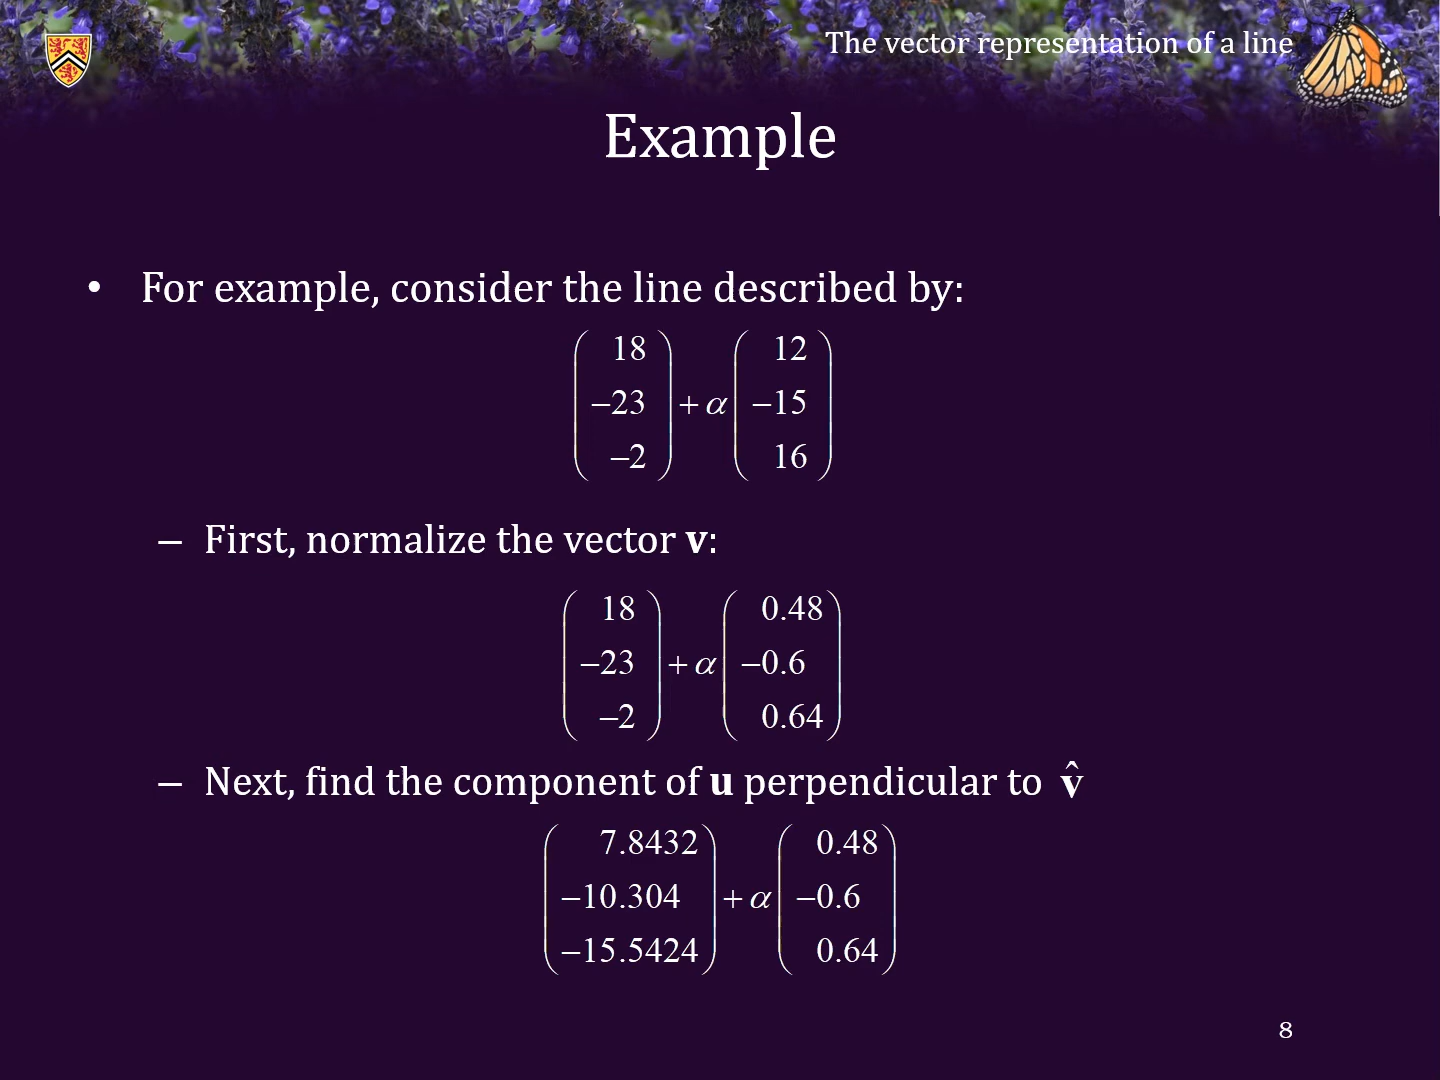 The vector representation of a line
Example
• For example, consider the line described by:
18 12
−23 + α −15
−2 16
– First, normalize the vector v:
18 0.48
−23 + α −0.6
−2 0.64
– Next, find the component of u perpendicular to v̂
7.8432 0.48
−10.304 + α −0.6
−15.5424 0.64
8